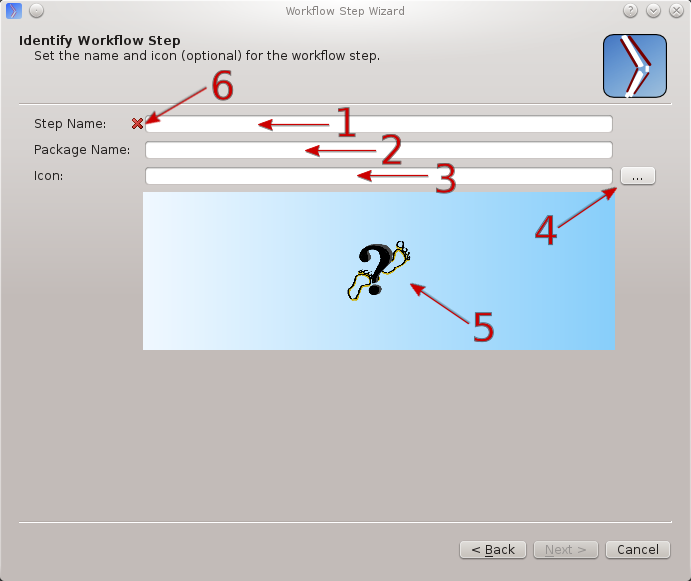 Workflow Step Wizard
?
Identify Workflow Step
Set the name and icon (optional) for the workflow step.
6
Step Name:
1
Package Name:
2
Icon:
3
...
4
?
5
< Back
Next >
Cancel